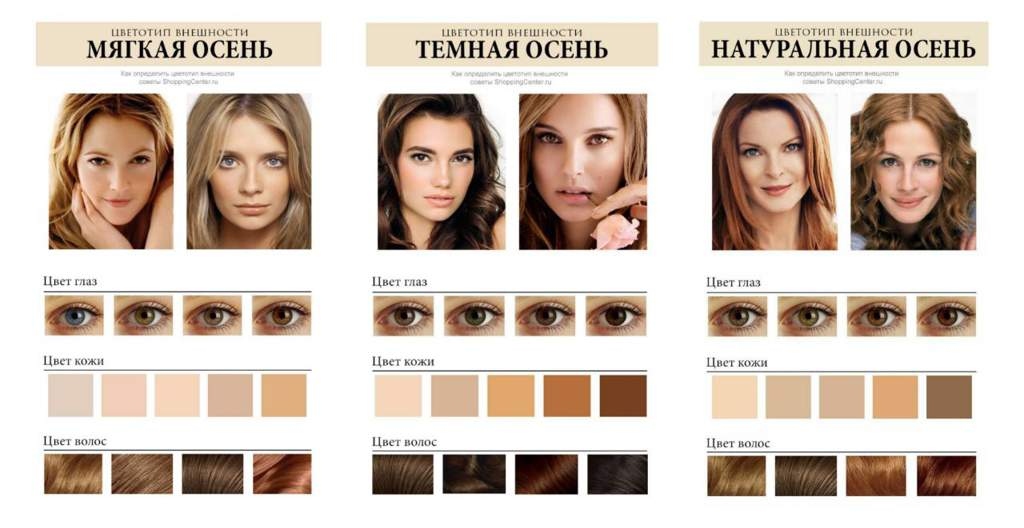 ЦВЕТОТИП ВНЕШНОСТИ
МЯГКАЯ ОСЕНЬ
Как определить цветотип внешности
советы ShoppingCenter.ru
Цвет глаз
Цвет кожи
Цвет волос
ЦВЕТОТИП ВНЕШНОСТИ
ТЕМНАЯ ОСЕНЬ
Как определить цветотип внешности
советы ShoppingCenter.ru
Цвет глаз
Цвет кожи
Цвет волос
ЦВЕТОТИП ВНЕШНОСТИ
НАТУРАЛЬНАЯ ОСЕНЬ
Как определить цветотип внешности
советы ShoppingCenter.ru
Цвет глаз
Цвет кожи
Цвет волос